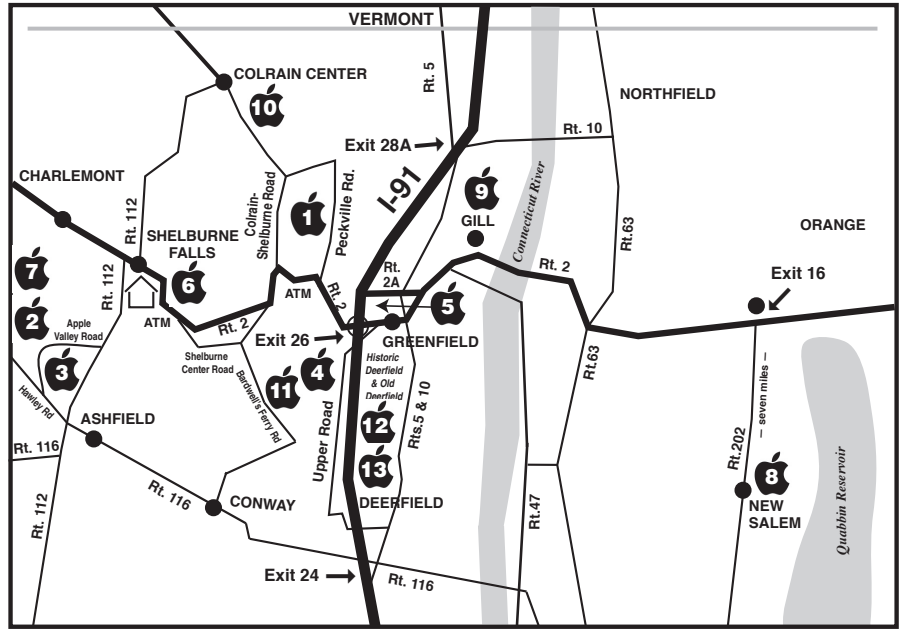 VERMONT
COLRAIN CENTER
10
Rt. 5
NORTHFIELD
Exit 28A
Rt. 10
I-91
Connecticut River
CHARLEMONT
Rt. 112
Colrain-
Shelburne Road
1
Peckville Rd.
9
GILL
Rt.63
ORANGE
SHELBURNE
FALLS
7
6
Rt. 112
ATM
ATM
Rt. 2
Rt.
2A
Rt. 2
Exit 16
2
Apple
Valley Road
Rt. 2
5
Exit 26
GREENFIELD
3
Shelburne
Center Road
Historic
Deerfield
& Old
Deerfield
Rt.63
Hawley Rd
Bardwell's Ferry Rd
11
4
Upper Road
12
Rts.5 & 10
— seven miles —
ASHFIELD
Rt. 116
13
Rt.202
8
Rt. 116
CONWAY
DEERFIELD
Rt.47
NEW
SALEM
Quabbin Reservoir
Rt. 112
Exit 24
Rt. 116